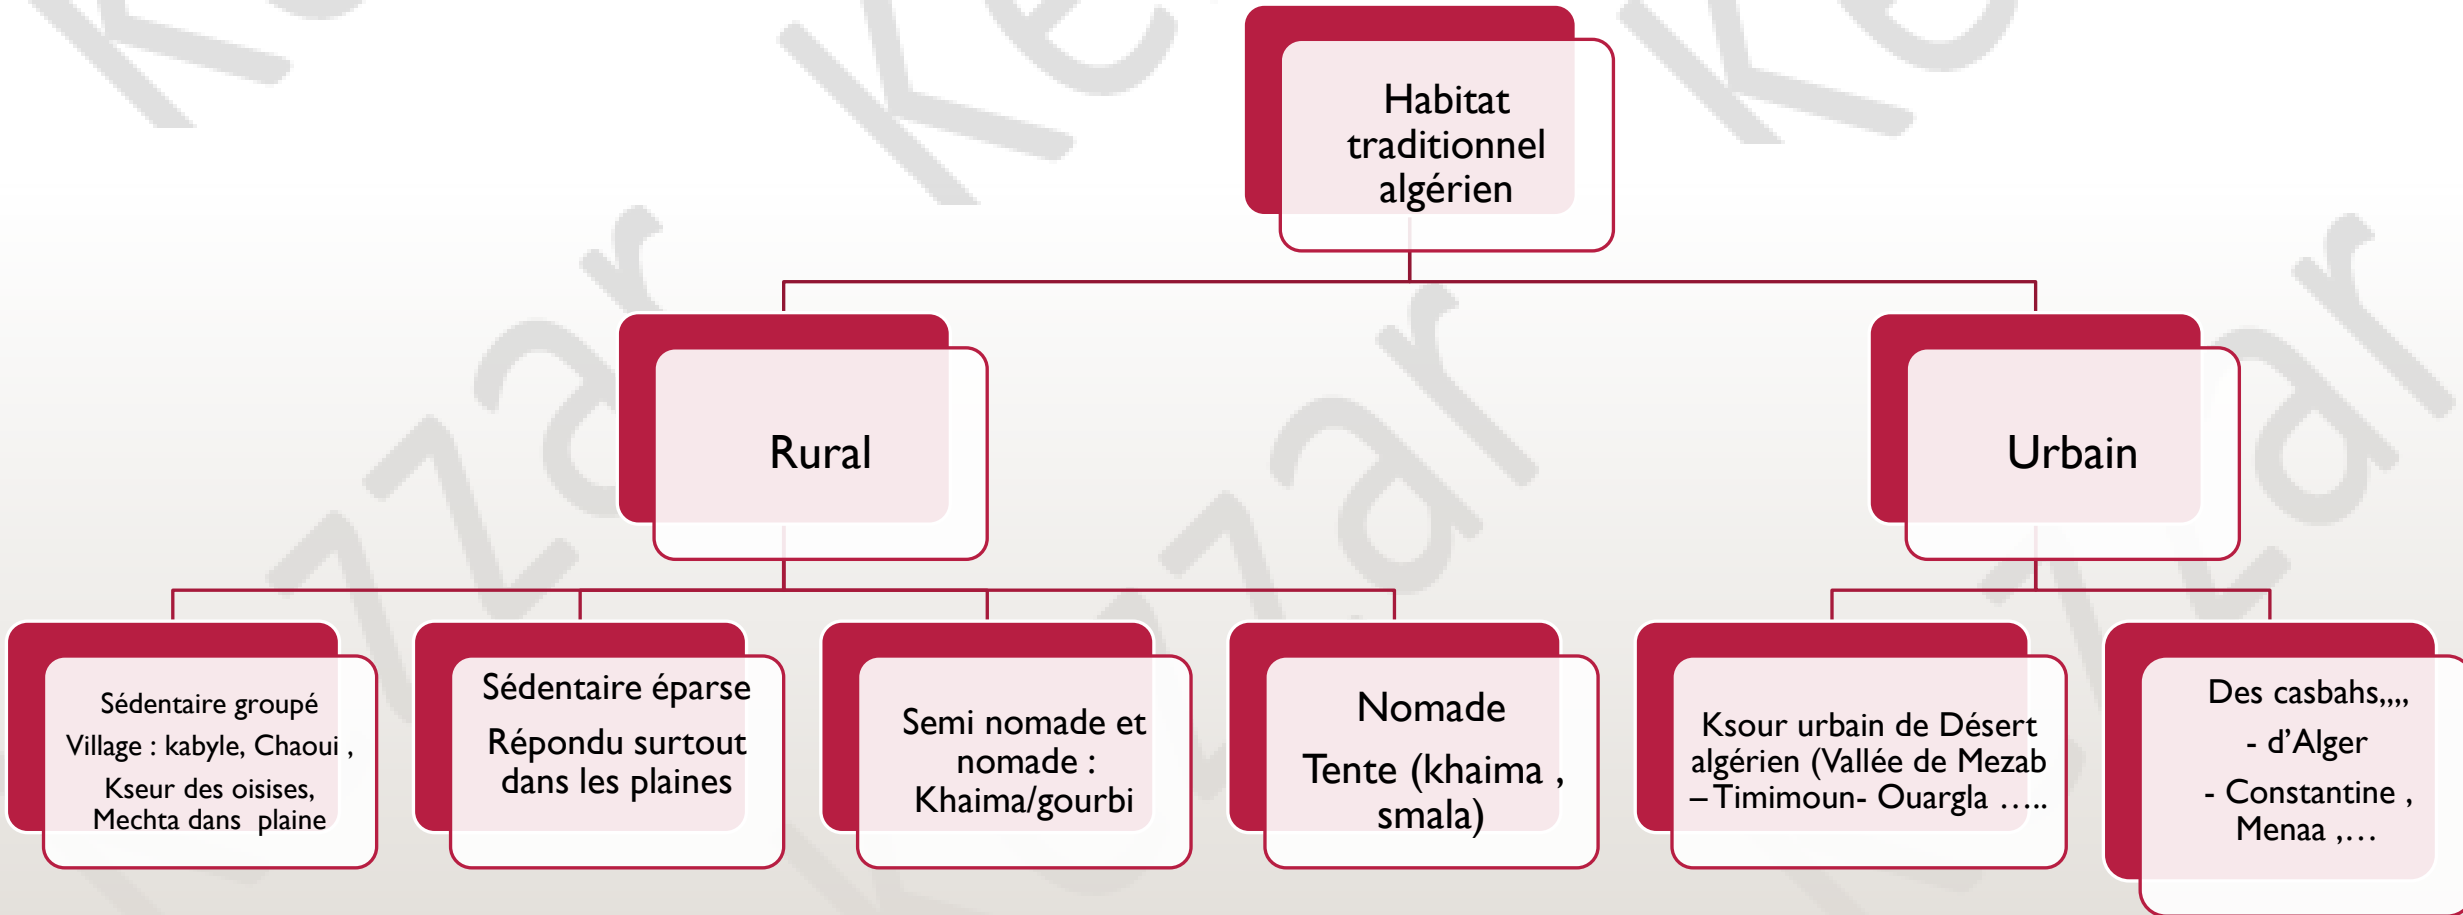 Habitat
traditionnel
algérien
Rural
Urbain
Sédentaire groupé
Village : kabyle, Chaoui ,
Kseur des oisises,
Mechta dans plaine
Sédentaire éparse
Répondu surtout
dans les plaines
Semi nomade et
nomade :
Khaima/gourbi
Nomade
Tente (khaima ,
smala)
Ksour urbain de Désert
algérien (Vallée de Mezab
– Timimoun- Ouargla …..
Des casbahs,,,,
- d’Alger
- Constantine ,
Menaa ,…